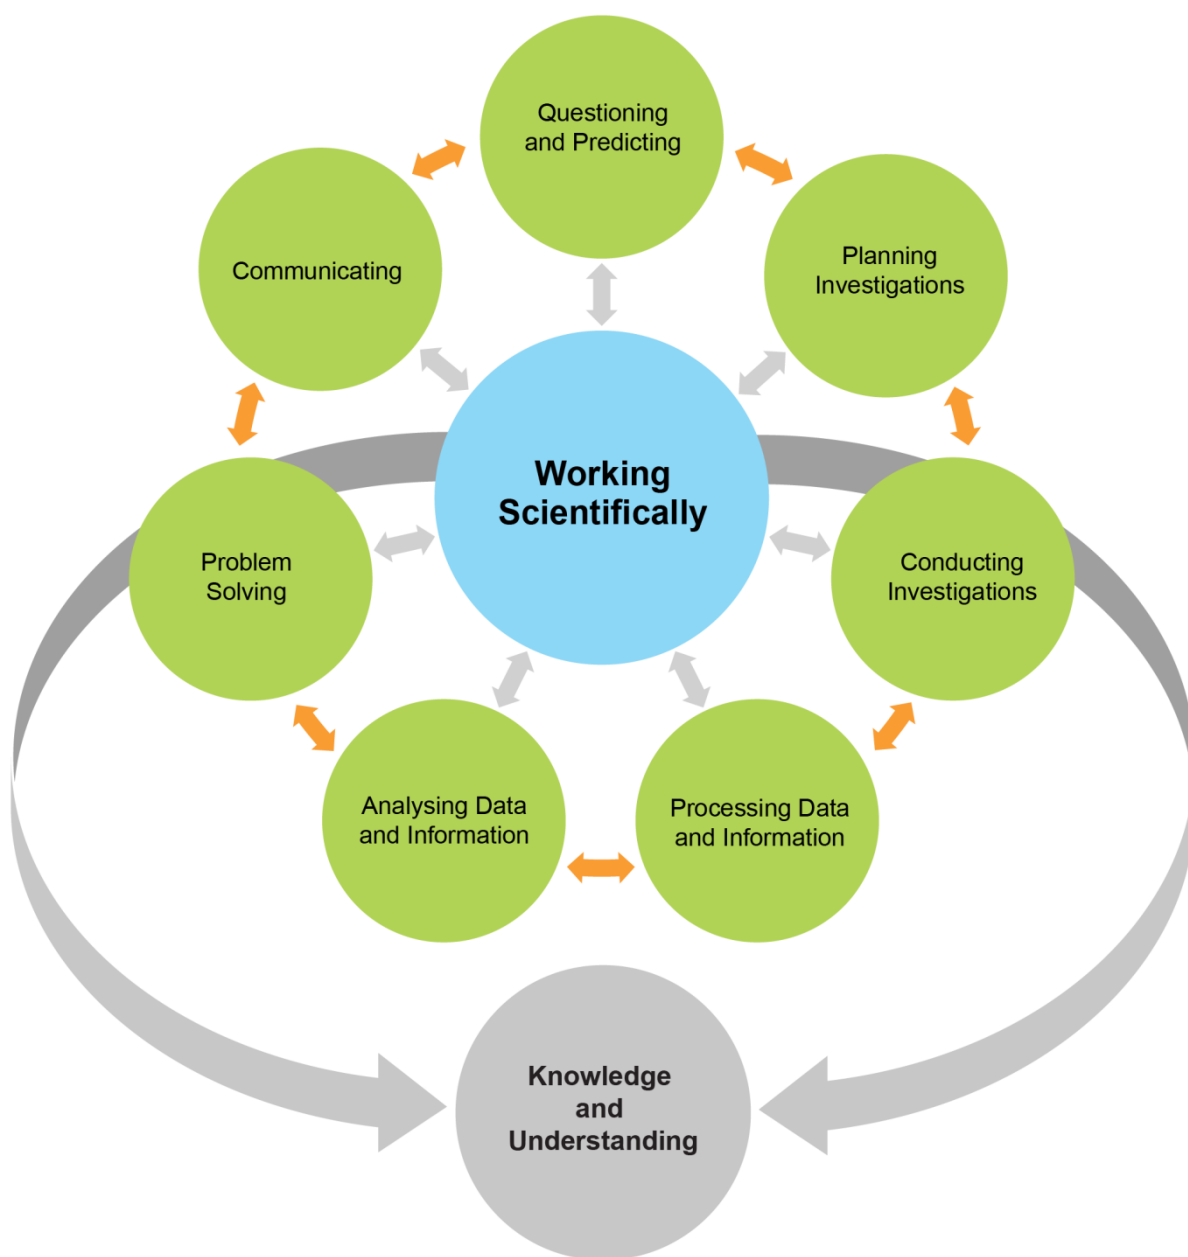 Questioning
and Predicting
Planning
Investigations
Communicating
Working
Scientifically
Problem
Solving
Conducting
Investigations
Analysing Data
and Information
Processing Data
and Information
Knowledge
and
Understanding